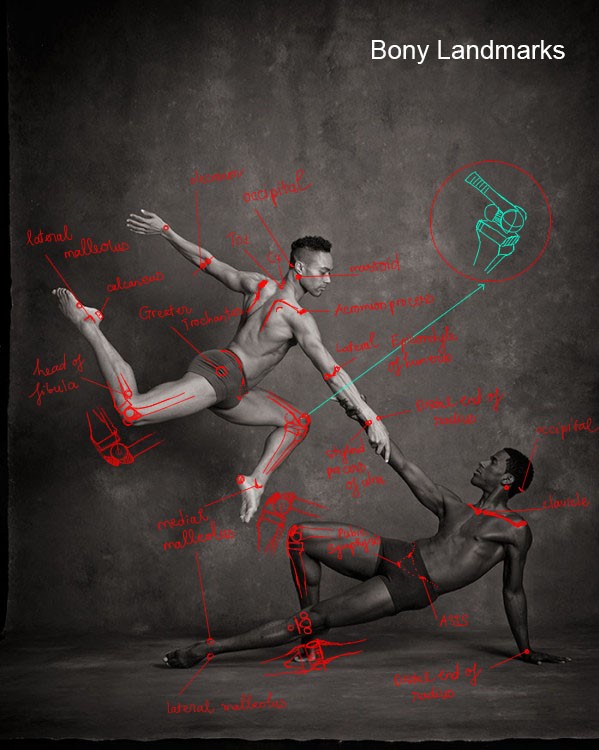 Bony Landmarks
occipital
lateral
malleolus
calcaneus
C7
mastoid
Greater
Trochanter
Acromion process
Lateral Epicondyle
of humerus
head of
fibula
Distal end of
radius
styloid
process
of ulna
occipital
clavicle
medial
malleolus
Pubic
Symphysis
ASIS
Distal end of
radius
lateral malleolus